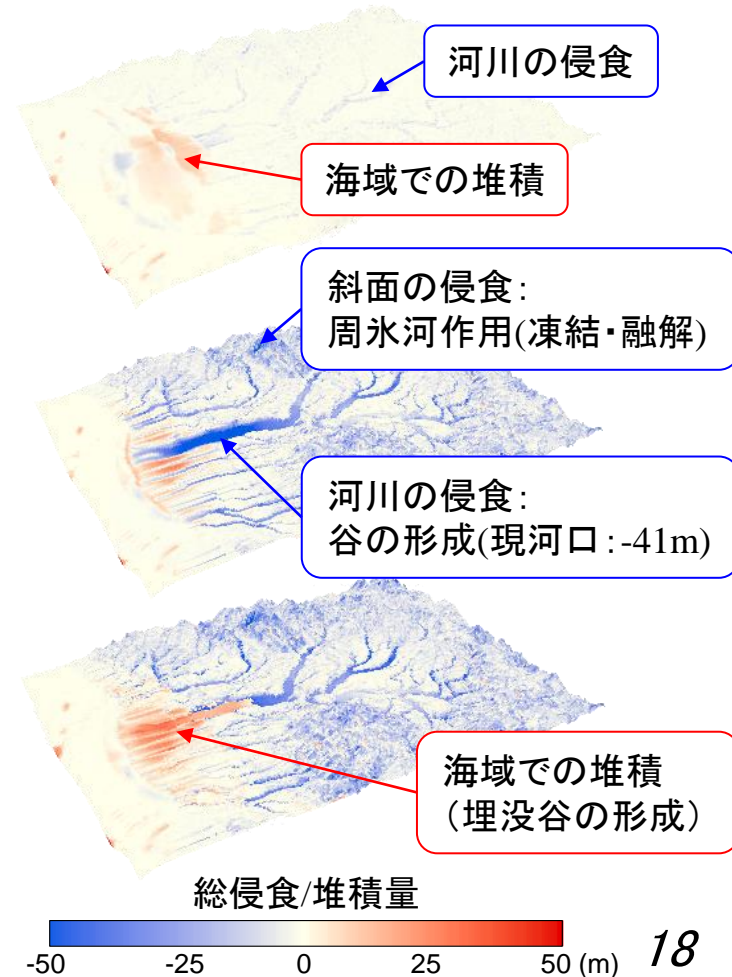 河川の侵食
海域での堆積
斜面の侵食：
周氷河作用(凍結・融解)
河川の侵食：
谷の形成(現河口：-41m)
海域での堆積
（埋没谷の形成）
総侵食/堆積量
-50 -25 0 25 50 (m)
18